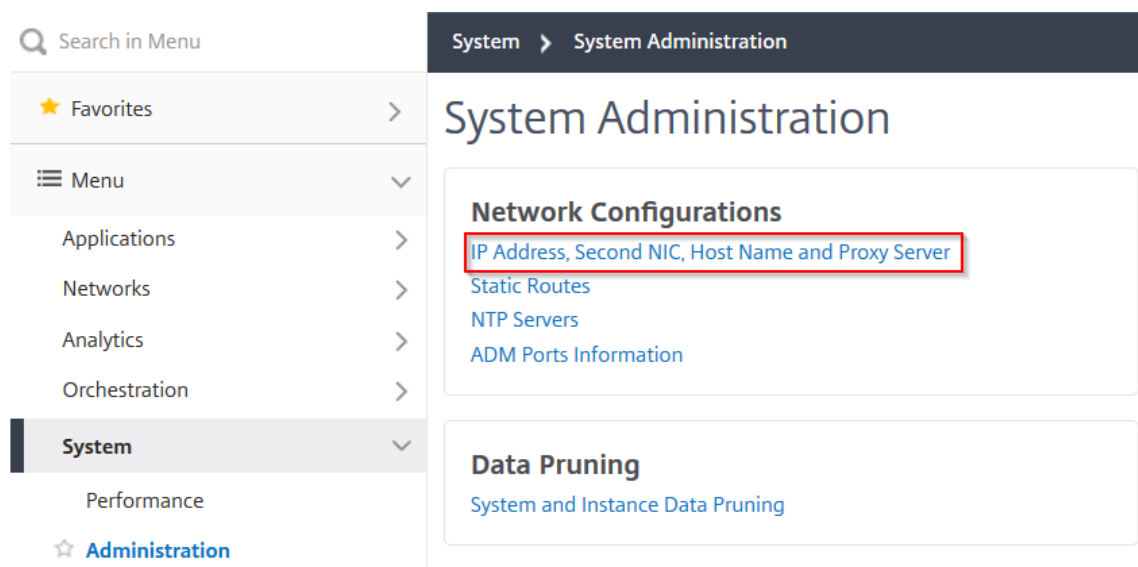 Search in Menu
Favorites
Menu
Applications
Networks
Analytics
Orchestration
System
Performance
Administration
System > System Administration
System Administration
Network Configurations
IP Address, Second NIC, Host Name and Proxy Server
Static Routes
NTP Servers
ADM Ports Information
Data Pruning
System and Instance Data Pruning